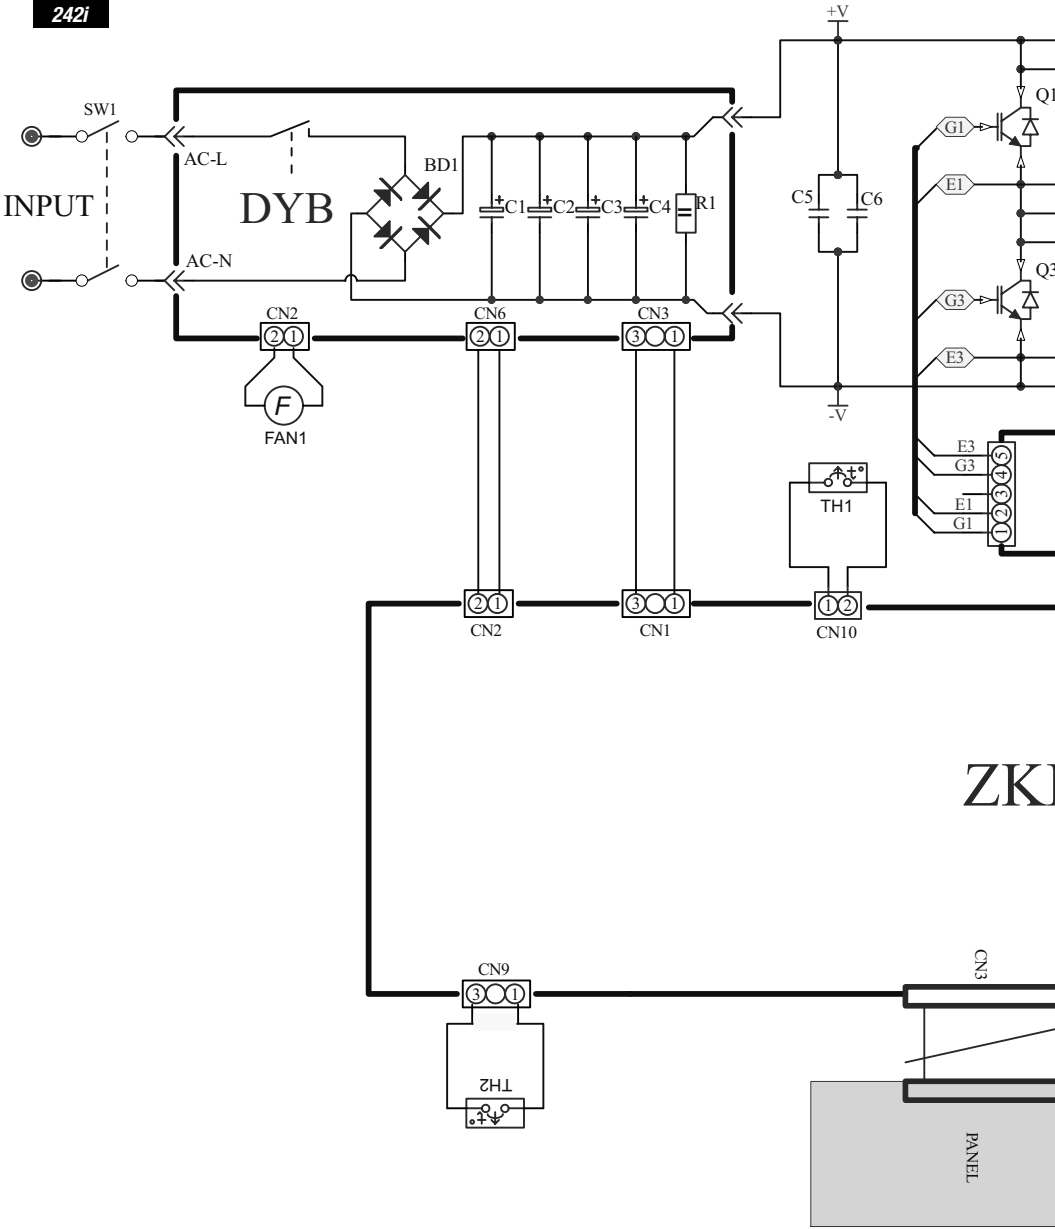 242i
+V
SW1
Q1
G1
AC-L
BD1
INPUT
DYB
+ C1 + C2 + C3 + C4 R1
C5 C6
E1
AC-N
Q3
G3
CN2 CN6 CN3
2 1 2 1 3 1
E3
F
FAN1
-V
E3 5
G3 4
3
E1 2
G1 1
t°
TH1
2 1 3 1 1 2
CN2 CN1 CN10
ZK
CN3
CN9
3 1
TH2
t°
PANEL